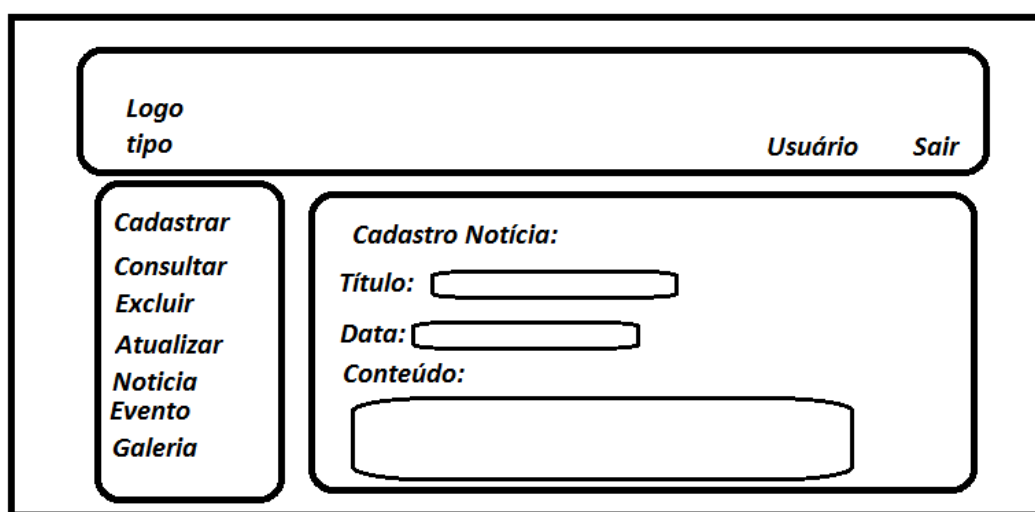 Logo
tipo
Usuário Sair
Cadastrar
Consultar
Excluir
Atualizar
Noticia
Evento
Galeria
Cadastro Notícia:
Título:
Data:
Conteúdo: